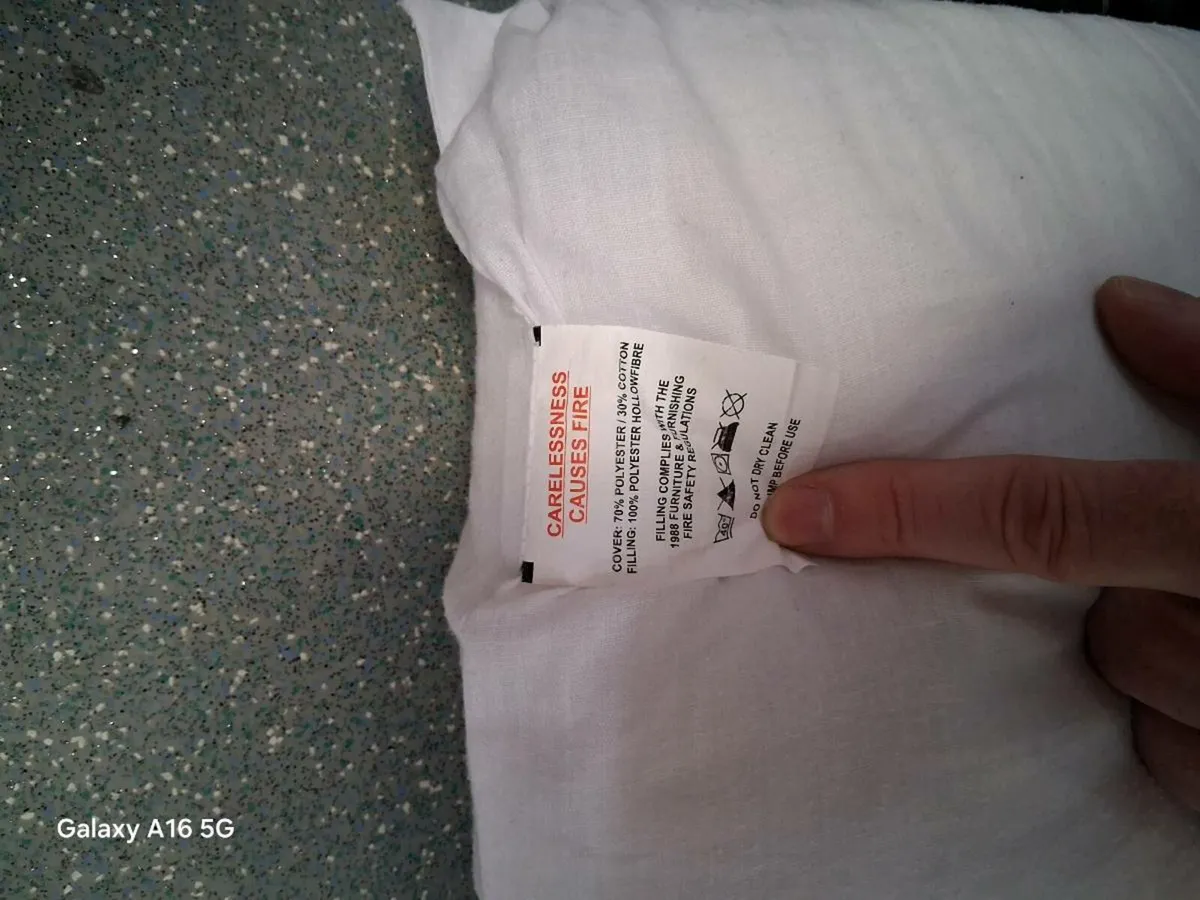 CARELESSNESS
CAUSES FIRE
COVER: 70% POLYESTER / 30% COTTON
FILLING: 100% POLYESTER HOLLOWFIBRE
FILLING COMPLIES WITH THE
1988 FURNITURE & FURNISHING
FIRE SAFETY REGULATIONS
40
DO NOT DRY CLEAN
BEFORE USE
Galaxy A16 5G